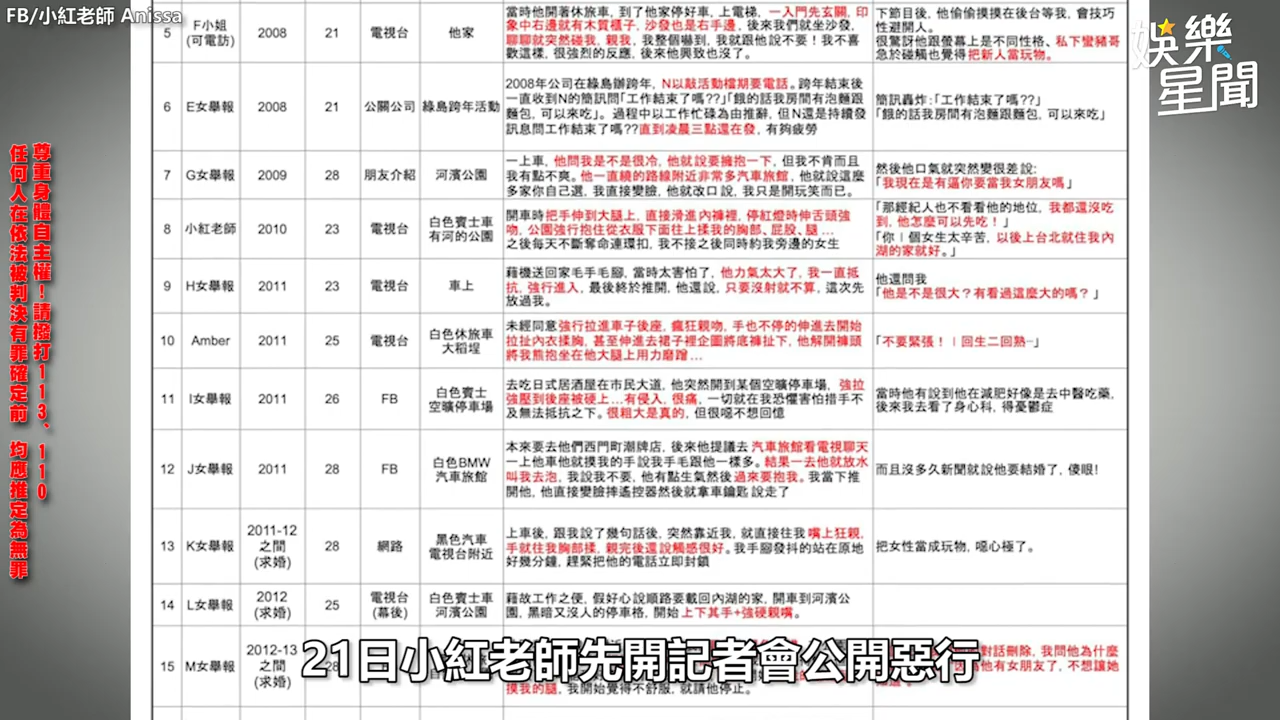 FB/小紅老師 Anissa
娛樂
星聞
尊重身體自主權！請撥打113、110
任何人在依法被判決有罪確定前 均應推定為無罪
5
F小姐
(可電訪)
2008
21
電視台
他家
當時他開著休旅車，到了他家停好車，上電梯，一入門先玄關，印
象中右邊就有木質櫃子，沙發也是右手邊，後來我們就坐沙發，
聊聊就突然碰我，親我，我整個嚇到，我就跟他說不要！我不喜
歡這樣，很強烈的反應，後來他興致也沒了。
下節目後，他偷偷摸摸在後台等我，會技巧
性避開人。
很驚訝他跟螢幕上是不同性格、私下蠻豬哥
急於碰觸也覺得把新人當玩物。
6
E女舉報
2008
21
公關公司
綠島跨年活動
2008年公司在綠島辦跨年，N以敲活動檔期要電話。跨年結束後
一直收到N的簡訊問「工作結束了嗎??」「餓的話我房間有泡麵跟
麵包，可以來吃」。過程中以工作忙碌為由推辭，但N還是持續發
訊息問工作結束了嗎??直到凌晨三點還在發，有夠疲勞
簡訊轟炸:「工作結束了嗎??」
「餓的話我房間有泡麵跟麵包，可以來吃」
7
G女舉報
2009
28
朋友介紹
河濱公園
一上車，他問我是不是很冷，他就說要擁抱一下，但我不肯而且
我有點不爽。他一直繞的路線附近非常多汽車旅館，他就說這麼
多家你自己選，我直接變臉，他就改口說，我只是開玩笑而已。
然後他口氣就突然變很差說:
「我現在是有逼你要當我女朋友嗎」
8
小紅老師
2010
23
電視台
白色賓士車
有河的公園
開車時把手伸到大腿上，直接滑進內褲裡，停紅燈時伸舌頭強
吻，公園強行抱住從衣服下面往上揉我的胸部、屁股、腿 ...
之後每天不斷奪命連環扣，我不接之後同時約我旁邊的女生
「那經紀人也不看看他的地位，我都還沒吃
到，他怎麼可以先吃！」
「你ㄧ個女生太辛苦，以後上台北就住我內
湖的家就好。」
9
H女舉報
2011
23
電視台
車上
藉機送回家毛手毛腳，當時太害怕了，他力氣太大了，我一直抵
抗，強行進入，最後終於推開，他還說，只要沒射就不算，這次先
放過我。
他還問我
「他是不是很大？有看過這麼大的嗎？」
10
Amber
2011
25
電視台
白色休旅車
大稻埕
未經同意強行拉進車子後座，瘋狂親吻，手也不停的伸進去開始
拉扯內衣揉胸，甚至伸進去裙子裡企圖將底褲扯下，他解開褲頭
將我熊抱坐在他大腿上用力磨蹭...
「不要緊張！ㄧ回生二回熟~」
11
I女舉報
2011
26
FB
白色賓士
空曠停車場
去吃日式居酒屋在市民大道，他突然開到某個空曠停車場，強拉
強壓到後座被硬上...有侵入，很痛，一切就在我恐懼害怕措手不
及無法抵抗之下。很粗大是真的，但很噁不想回憶
當時他有說到他在減肥好像是去中醫吃藥，
後來我去看了身心科，得憂鬱症
12
J女舉報
2011
28
FB
白色BMW
汽車旅館
本來要去他們西門町潮牌店，後來他提議去 汽車旅館看電視聊天
一上他車他就摸我的手說我手毛跟他一樣多。結果一去他就放水
叫我去泡，我說我不要，他有點生氣然後過來要抱我。我當下推
開他，他直接變臉摔遙控器然後就拿車鑰匙 說走了
而且沒多久新聞就說他要結婚了，傻眼!
13
K女舉報
2011-12
之間
(求婚)
28
網路
黑色汽車
電視台附近
上車後，跟我說了幾句話後，突然靠近我，就直接往我 嘴上狂親，
手就往我胸部揉，親完後還說觸感很好。我手腳發抖的站在原地
好幾分鐘，趕緊把他的電話立即封鎖
把女性當成玩物，噁心極了。
14
L女舉報
2012
(求婚)
25
電視台
(幕後)
白色賓士車
河濱公園
藉故工作之便，假好心說順路要載回內湖的家，開車到河濱公
園，黑暗又沒人的停車格，開始上下其手+強硬親嘴。
15
M女舉報
2012-13
之間
(求婚)
對話刪除，我問他為什麼
他有女朋友了，不想讓她
摸我的腿，我開始覺得不舒服，就請他停止。
21日小紅老師先開記者會公開惡行